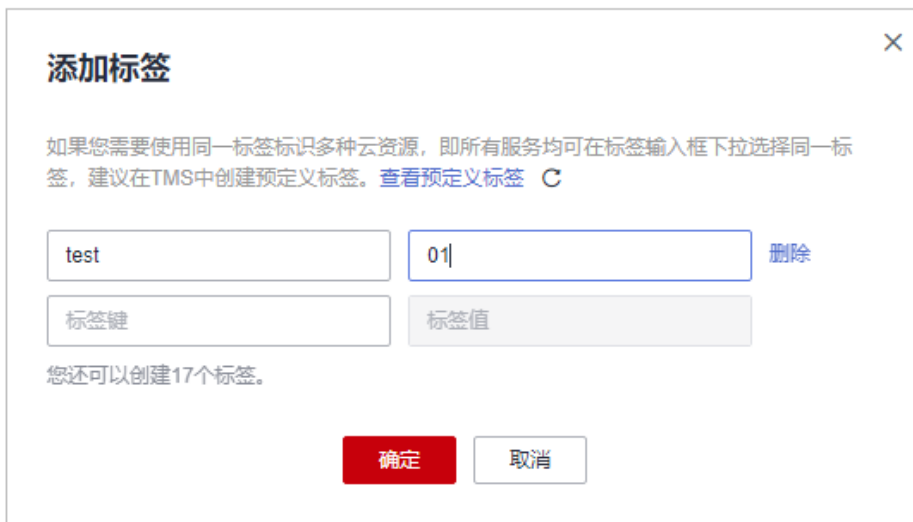 添加标签
如果您需要使用同一标签标识多种云资源，即所有服务均可在标签输入框下拉选择同一标
签，建议在TMS中创建预定义标签。查看预定义标签
test 01 删除
标签键 标签值
您还可以创建17个标签。
确定 取消